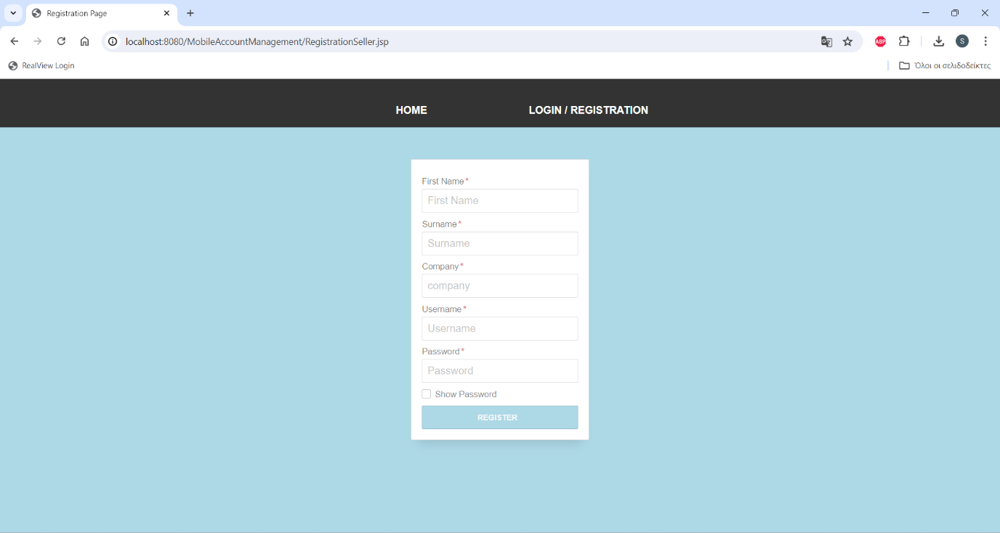 Registration Page
localhost:8080/MobileAccountManagement/RegistrationSeller.jsp
ABP
S
RealView Login
Όλοι οι σελιδοδείκτες
HOME
LOGIN / REGISTRATION
First Name*
First Name
Surname*
Surname
Company*
company
Username*
Username
Password*
Password
Show Password
REGISTER